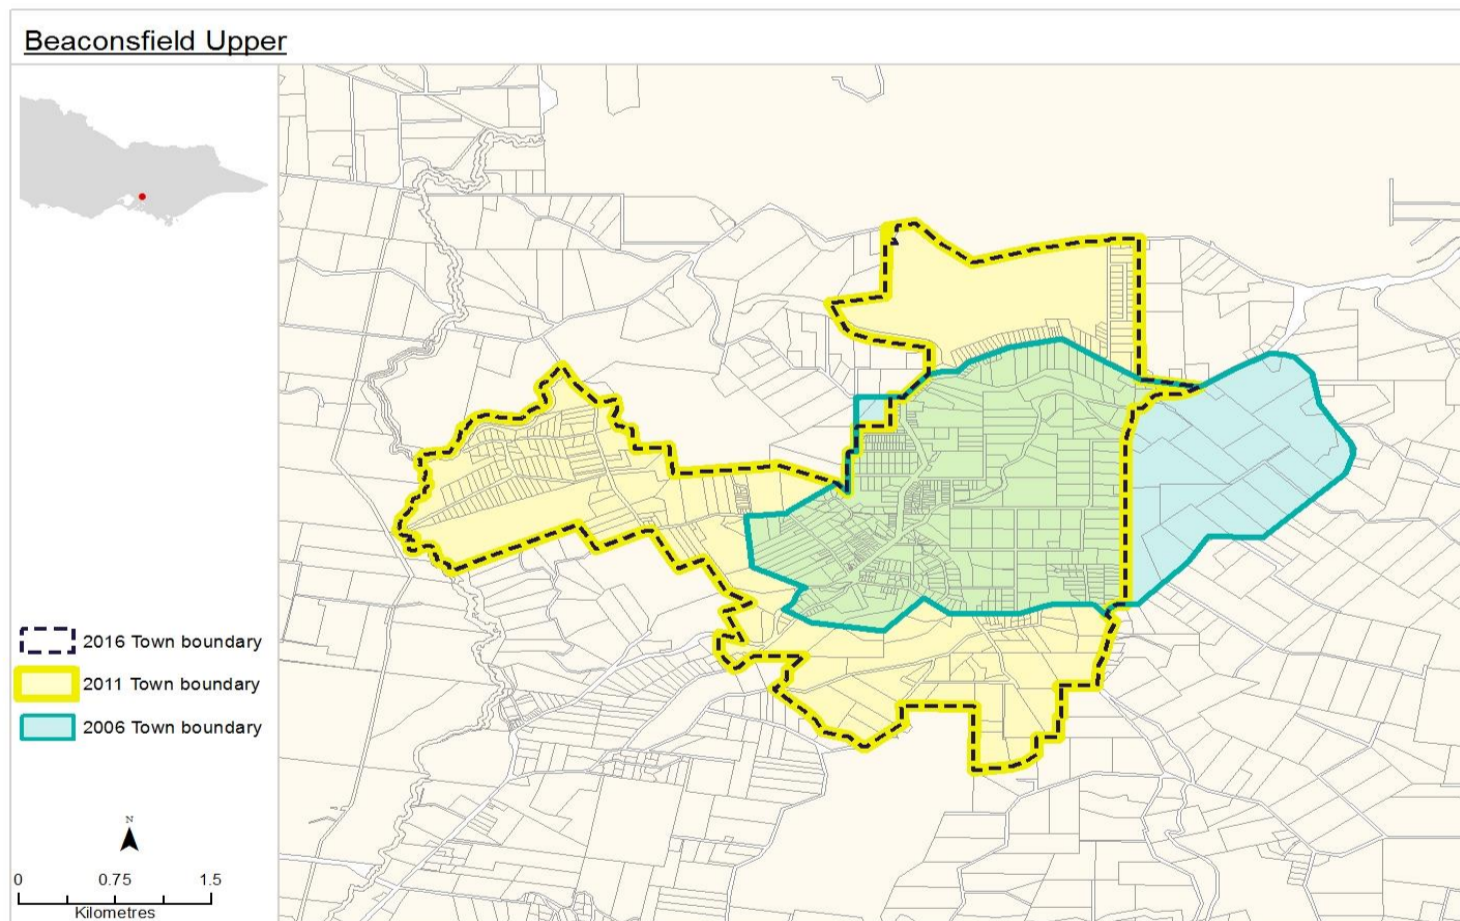 Beaconsfield Upper
2016 Town boundary
2011 Town boundary
2006 Town boundary
N
0 0.75 1.5
Kilometres